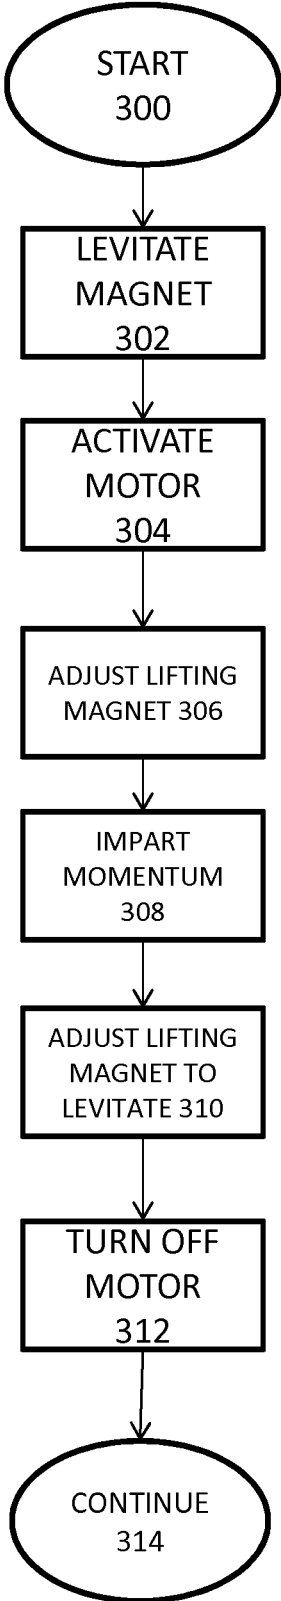 START
300
LEVITATE
MAGNET
302
ACTIVATE
MOTOR
304
ADJUST LIFTING
MAGNET 306
IMPART
MOMENTUM
308
ADJUST LIFTING
MAGNET TO
LEVITATE 310
TURN OFF
MOTOR
312
CONTINUE
314